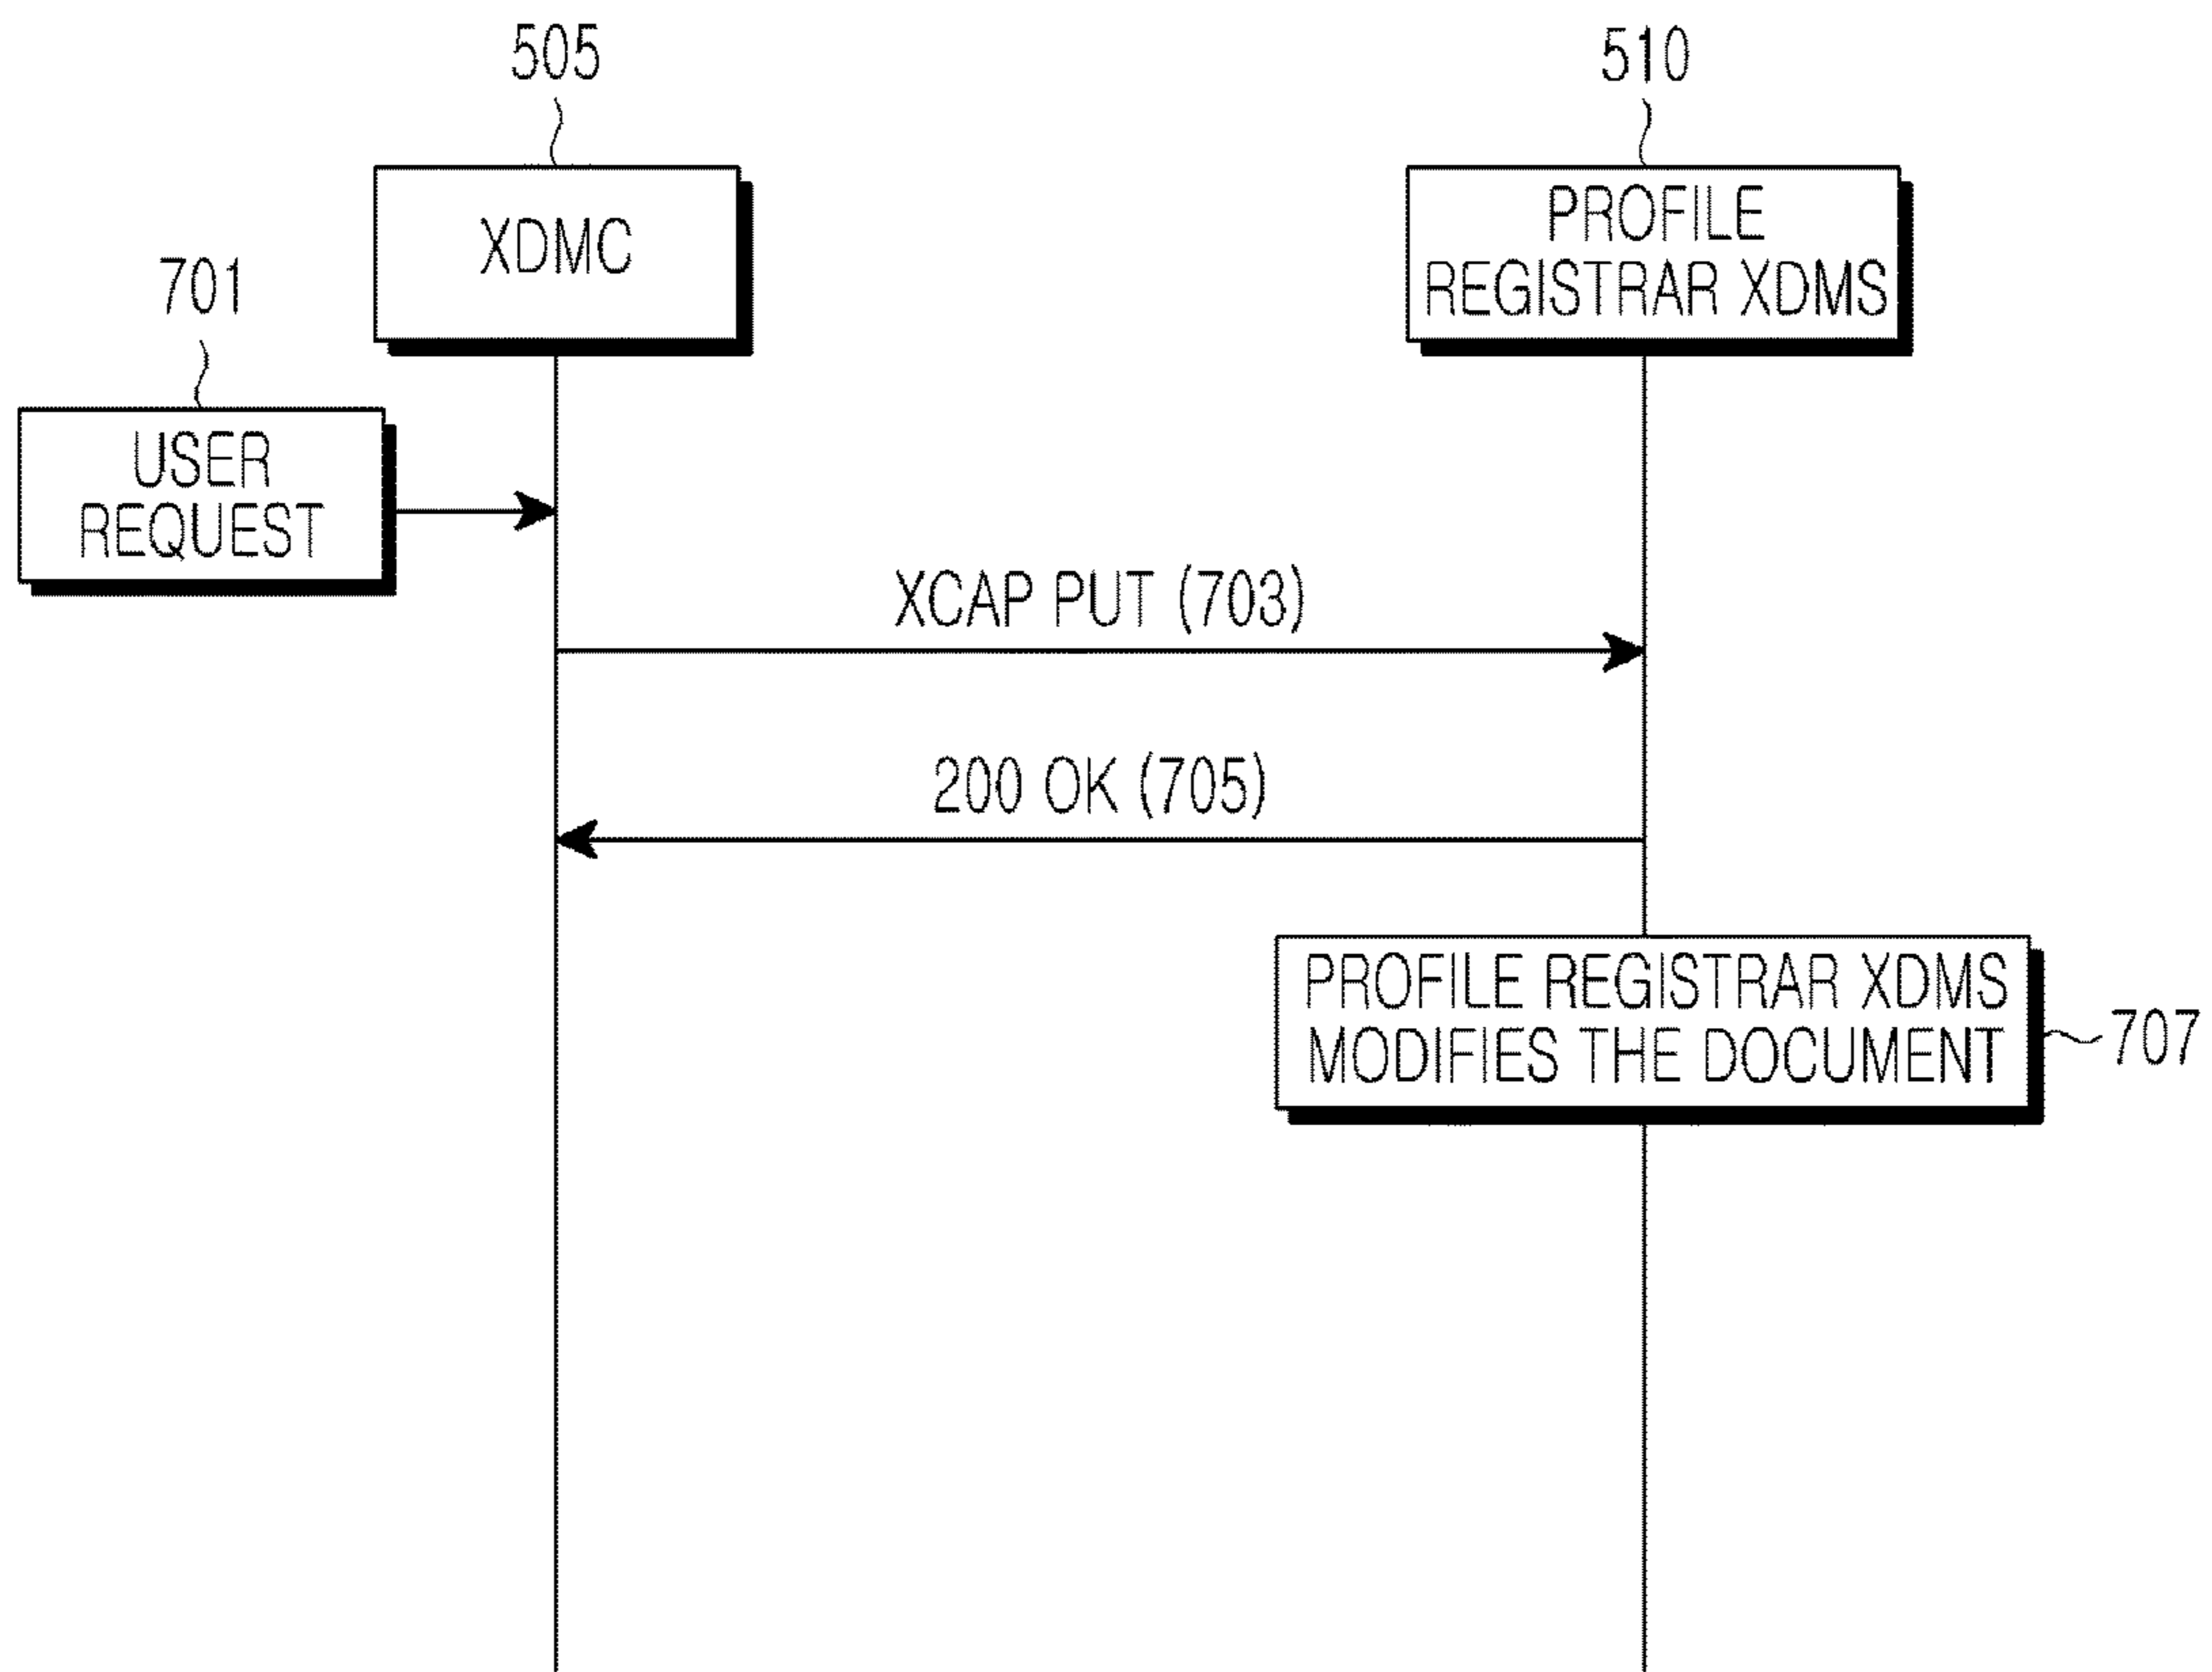 505
510
XDMC
PROFILE
REGISTRAR XDMS
701
USER
REQUEST
XCAP PUT (703)
200 OK (705)
PROFILE REGISTRAR XDMS
MODIFIES THE DOCUMENT
707